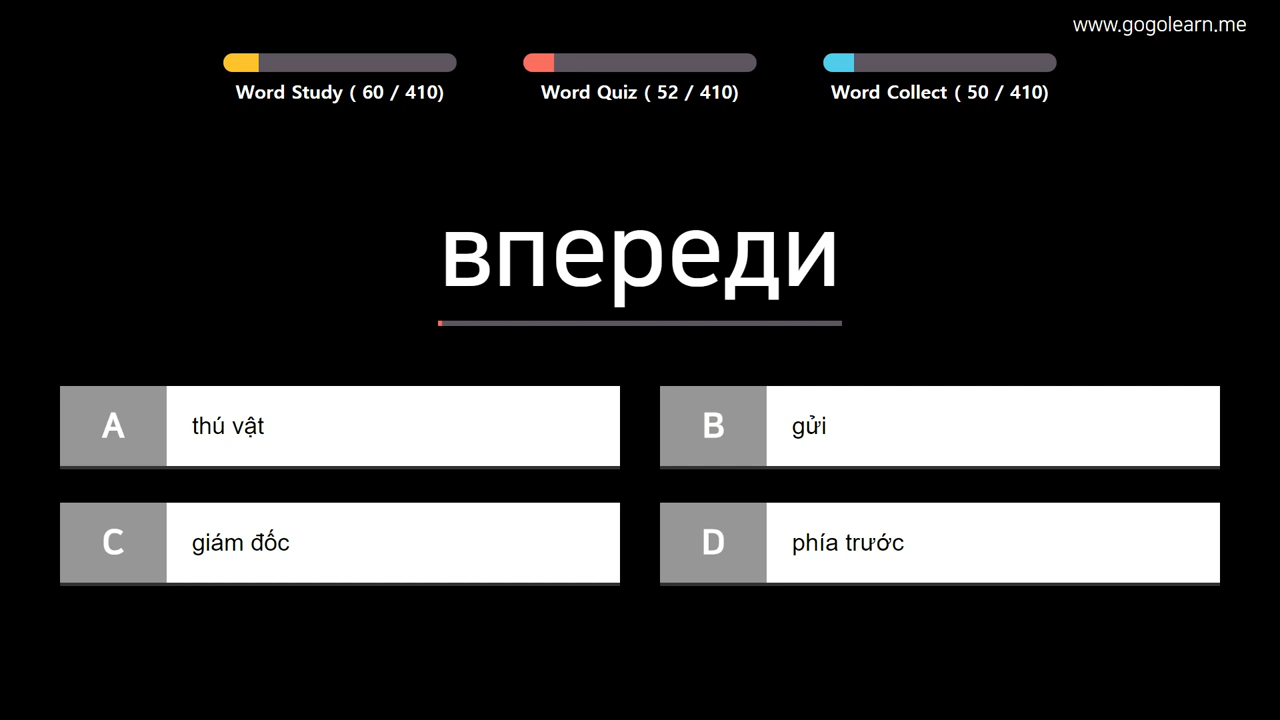 www.gogolearn.me
Word Study ( 60 / 410)
Word Quiz ( 52 / 410)
Word Collect ( 50 / 410)
впереди
A thú vật
B gửi
C giám đốc
D phía trước